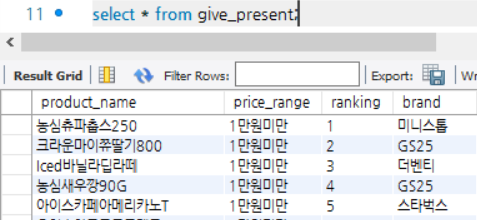 11 select * from give_present;
Result Grid Filter Rows: Export: Wr
product_name price_range ranking brand
농심츄파춥스250 1만원미만 1 미니스톱
크라운마이쮸딸기800 1만원미만 2 GS25
Iced바닐라딥라떼 1만원미만 3 더벤티
농심새우깡90G 1만원미만 4 GS25
아이스카페아메리카노T 1만원미만 5 스타벅스